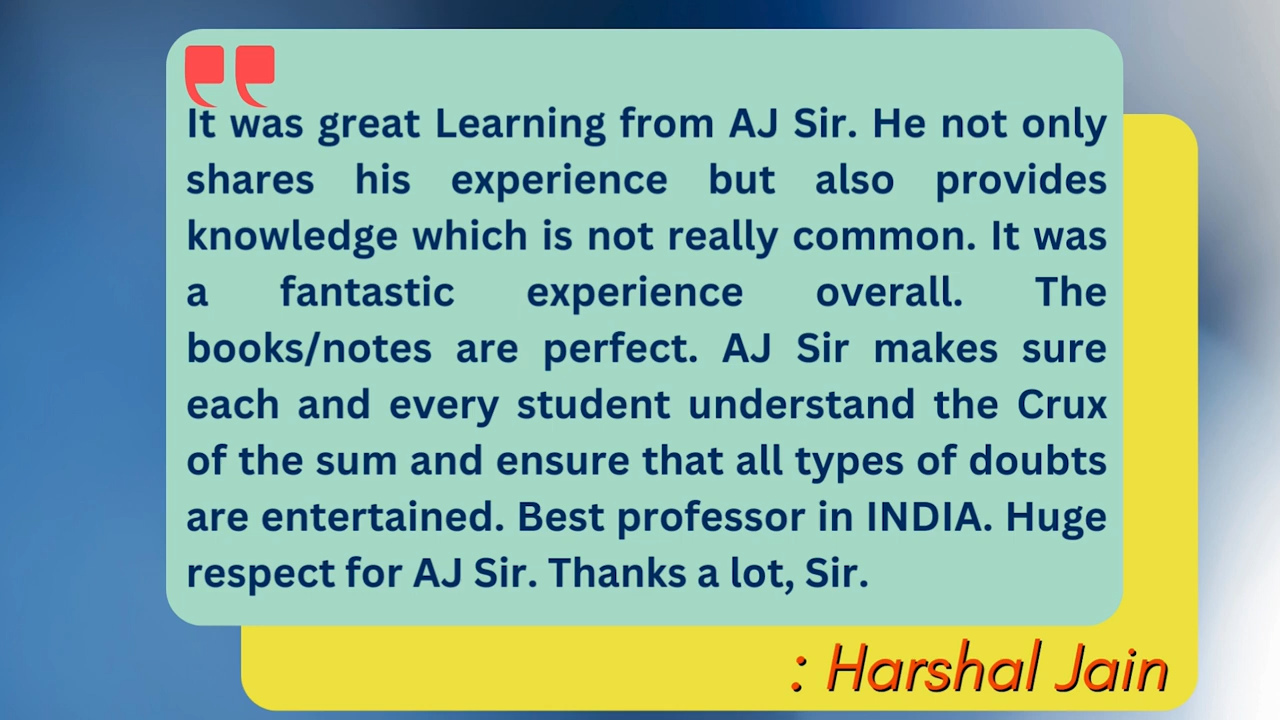 It was great Learning from AJ Sir. He not only
shares his experience but also provides
knowledge which is not really common. It was
a fantastic experience overall. The
books/notes are perfect. AJ Sir makes sure
each and every student understand the Crux
of the sum and ensure that all types of doubts
are entertained. Best professor in INDIA. Huge
respect for AJ Sir. Thanks a lot, Sir.
: Harshal Jain